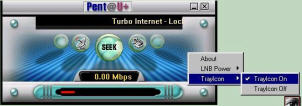 Pent@U+
Turbo Internet - Loc
SEEK
0.00 Mbps
About
LNB Power
TrayIcon
TrayIcon On
TrayIcon Off